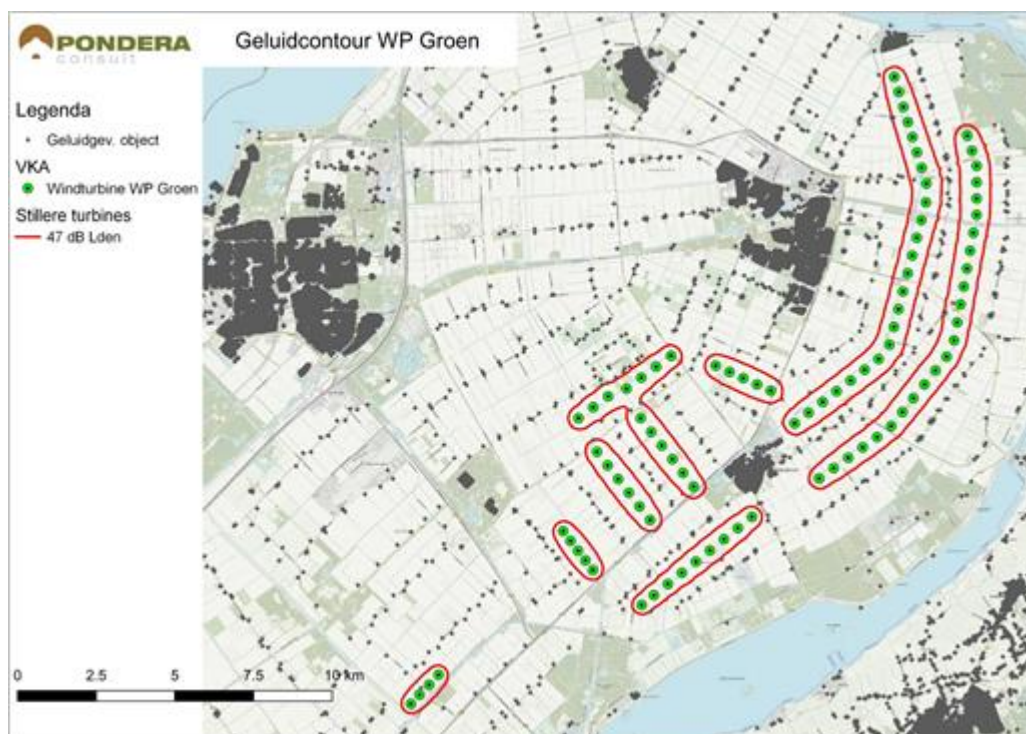 PONDERA
consult
Geluidcontour WP Groen
Legenda
Geluidgev. object
VKA
Windturbine WP Groen
Stillere turbines
47 dB Lden
0 2.5 5 7.5 10 km